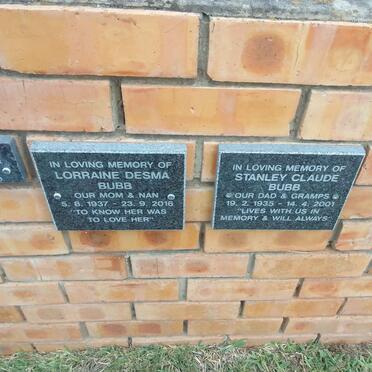 IN LOVING MEMORY OF
LORRAINE DESMA
BUBB
OUR MOM & NAN
5. 8. 1937 - 23. 9. 2016
"TO KNOW HER WAS
TO LOVE HER"
IN LOVING MEMORY OF
STANLEY CLAUDE
BUBB
OUR DAD & GRAMPS
19. 2. 1935 - 14. 4. 2001
"LIVES WITH US IN
MEMORY & WILL ALWAYS"